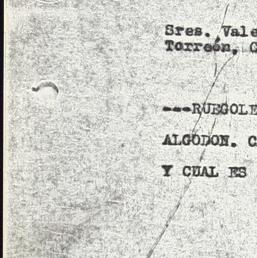 Sres. Vale
Torreón, C
---RUEGOLE
ALGODON. C
Y CUAL ES